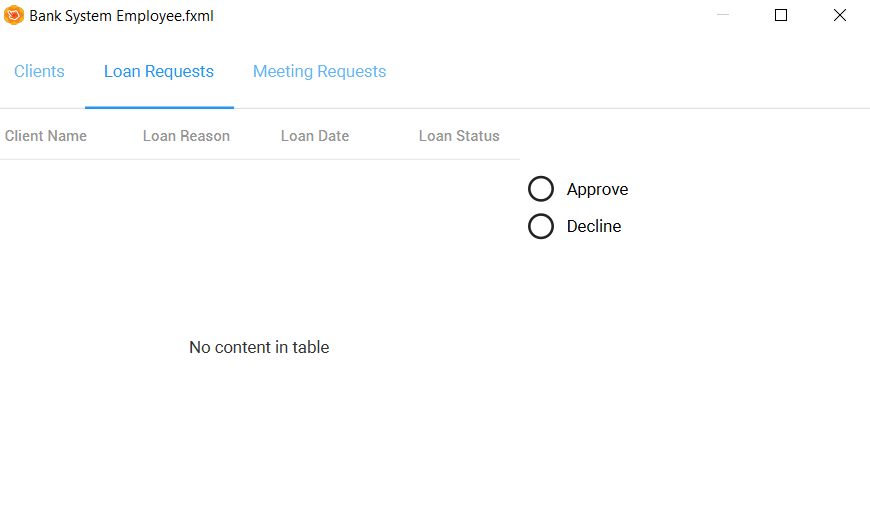 Bank System Employee.fxml
Clients Loan Requests Meeting Requests
Client Name Loan Reason Loan Date Loan Status
Approve
Decline
No content in table